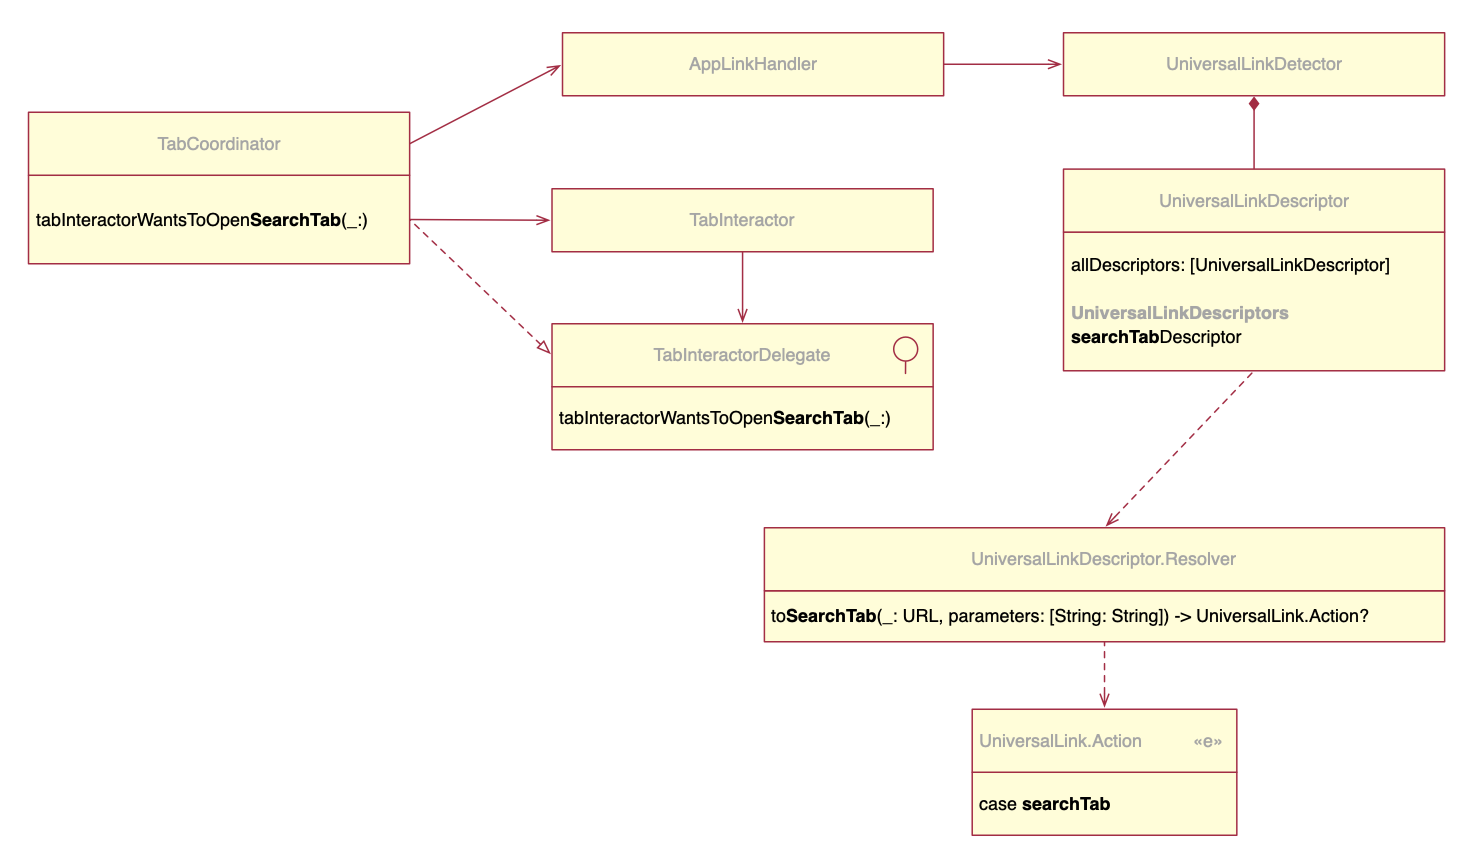 AppLinkHandler
UniversalLinkDetector
TabCoordinator
tabInteractorWantsToOpenSearchTab(_:)
TabInteractor
UniversalLinkDescriptor
allDescriptors: [UniversalLinkDescriptor]
UniversalLinkDescriptors
searchTabDescriptor
TabInteractorDelegate
tabInteractorWantsToOpenSearchTab(_:)
UniversalLinkDescriptor.Resolver
toSearchTab(_: URL, parameters: [String: String]) -> UniversalLink.Action?
UniversalLink.Action «e»
case searchTab